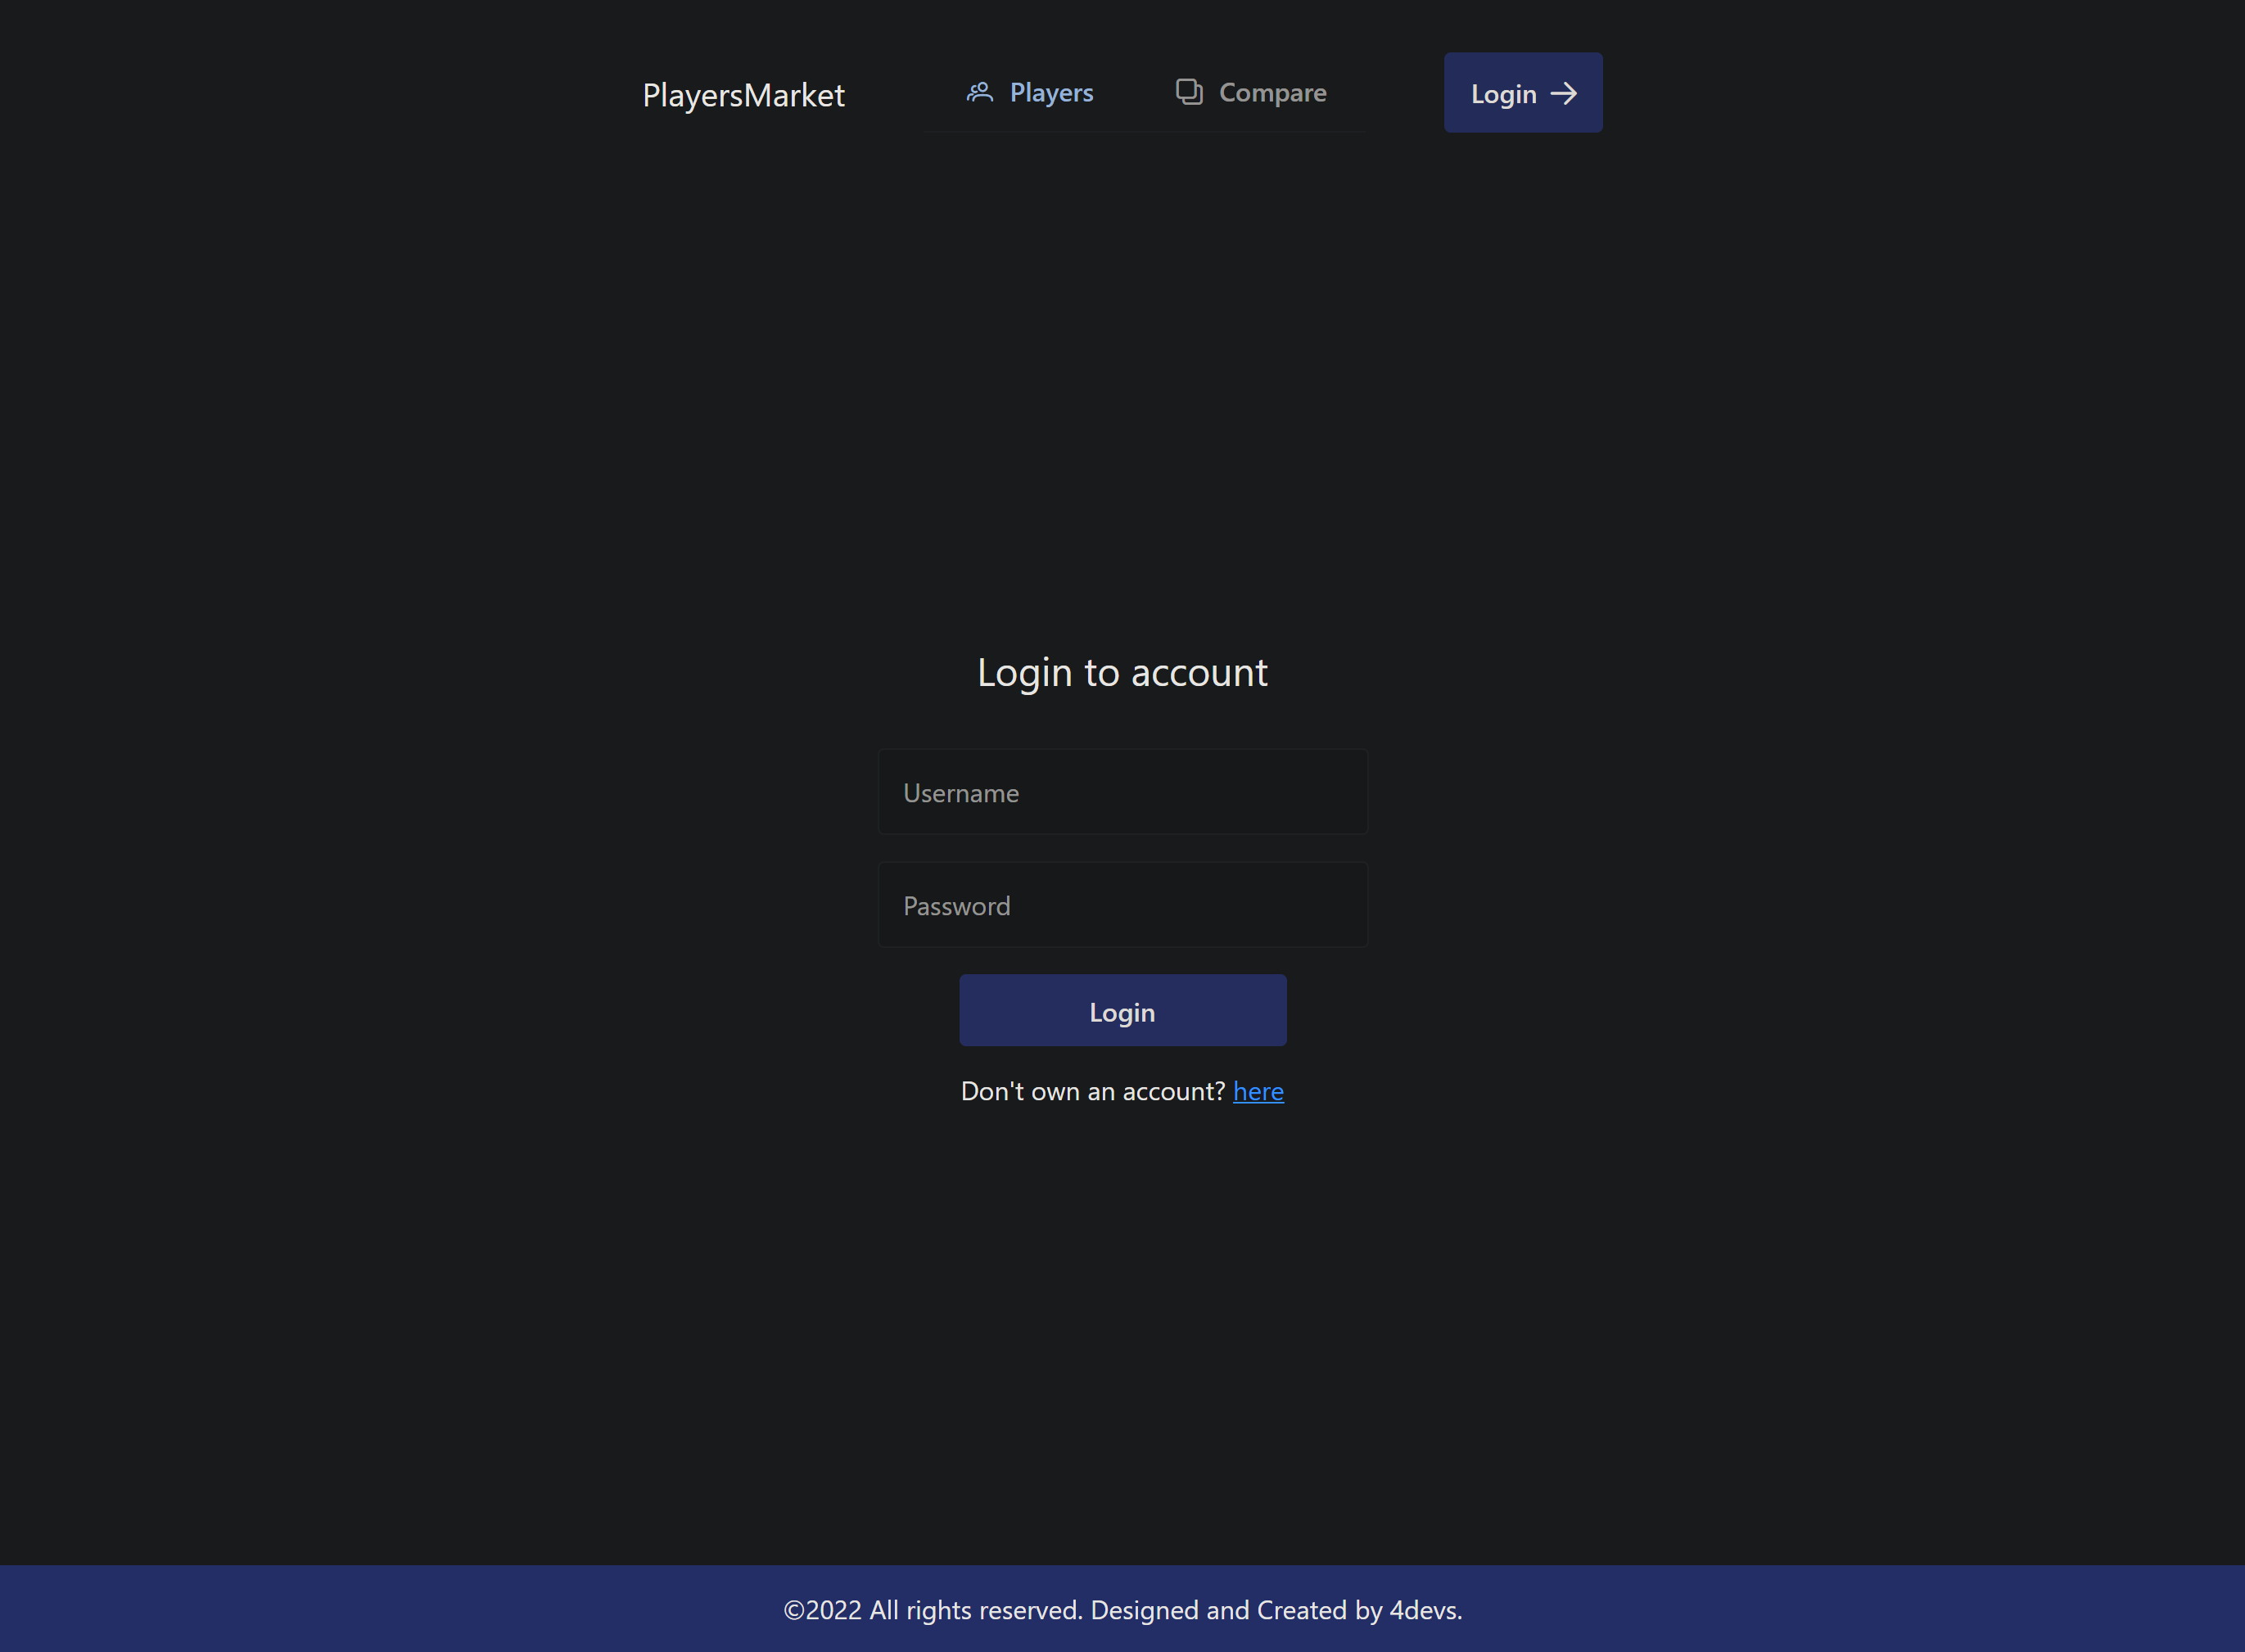 PlayersMarket
Players
Compare
Login
Login to account
Username
Password
Login
Don't own an account? here
©2022 All rights reserved. Designed and Created by 4devs.